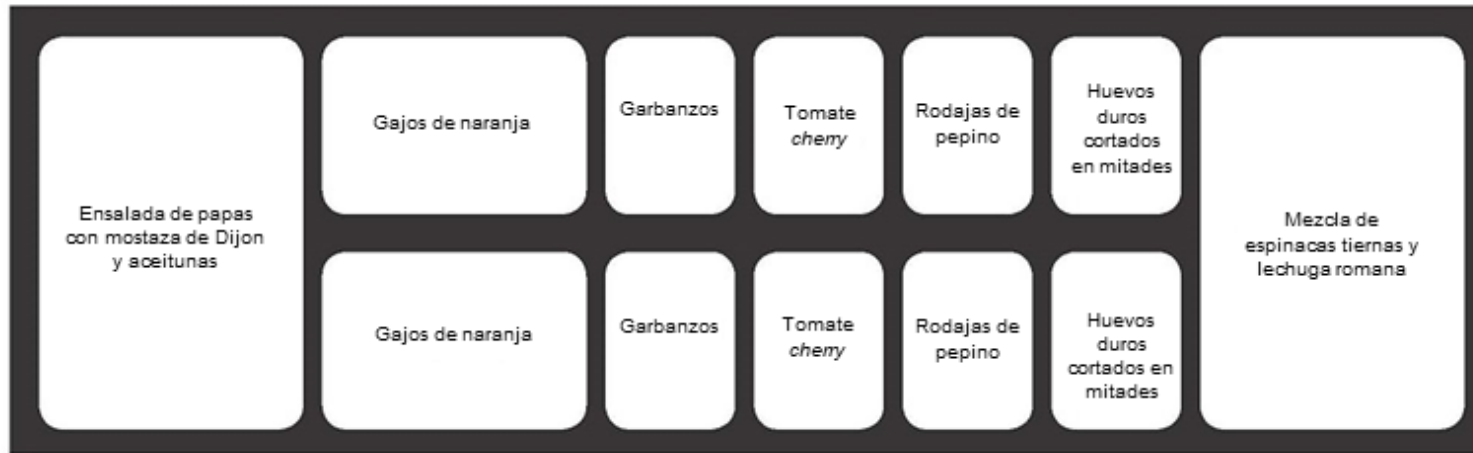 Ensalada de papas
con mostaza de Dijon
y aceitunas
Gajos de naranja
Garbanzos
Tomate
cherry
Rodajas de
pepino
Huevos
duros
cortados
en mitades
Gajos de naranja
Garbanzos
Tomate
cherry
Rodajas de
pepino
Huevos
duros
cortados en
mitades
Mezcla de
espinacas tiernas y
lechuga romana